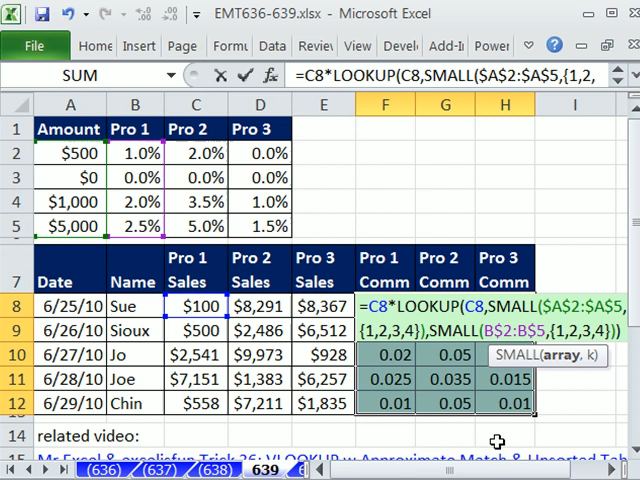 EMT636-639.xlsx - Microsoft Excel
File Home Insert Page Formu Data Review View Devel Add-I Power
SUM =C8*LOOKUP(C8,SMALL($A$2:$A$5,{1,2,
A B C D E F G H I
1 Amount Pro 1 Pro 2 Pro 3
2 $500 1.0% 2.0% 0.0%
3 $0 0.0% 0.0% 0.0%
4 $1,000 2.0% 3.5% 1.0%
5 $5,000 2.5% 5.0% 1.5%
Pro 1 Pro 2 Pro 3 Pro 1 Pro 2 Pro 3
7 Date Name Sales Sales Sales Comm Comm Comm
8 6/25/10 Sue $100 $8,291 $8,367 =C8*LOOKUP(C8,SMALL($A$2:$A$5,
9 6/26/10 Sioux $500 $2,486 $6,512 {1,2,3,4}),SMALL(B$2:B$5,{1,2,3,4}))
10 6/27/10 Jo $2,541 $9,973 $928 0.02 0.05 SMALL(array, k)
11 6/28/10 Joe $7,151 $1,383 $6,257 0.025 0.035 0.015
12 6/29/10 Chin $558 $7,211 $1,835 0.01 0.05 0.01
14 related video:
15 Mr Excel & excelisfun Trick 36: VLOOKUP w Approximate Match & Unsorted Tab
(636) (637) (638) 639